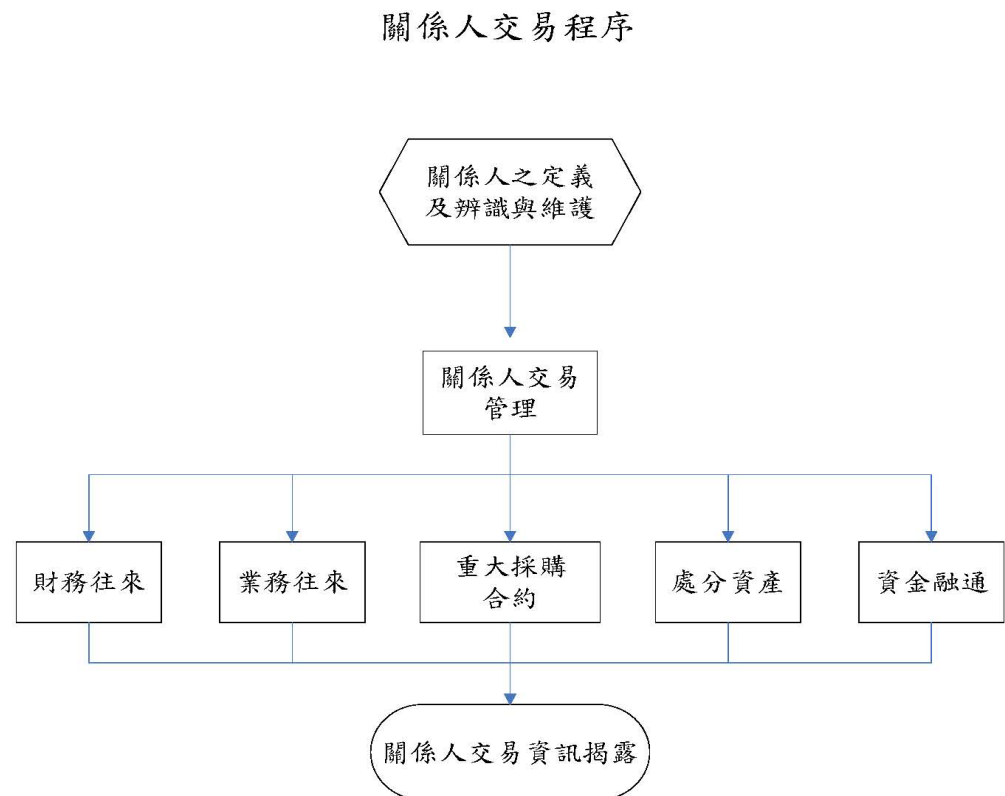 關係人交易程序
關係人之定義
及辨識與維護
關係人交易
管理
財務往來
業務往來
重大採購
合約
處分資產
資金融通
關係人交易資訊揭露